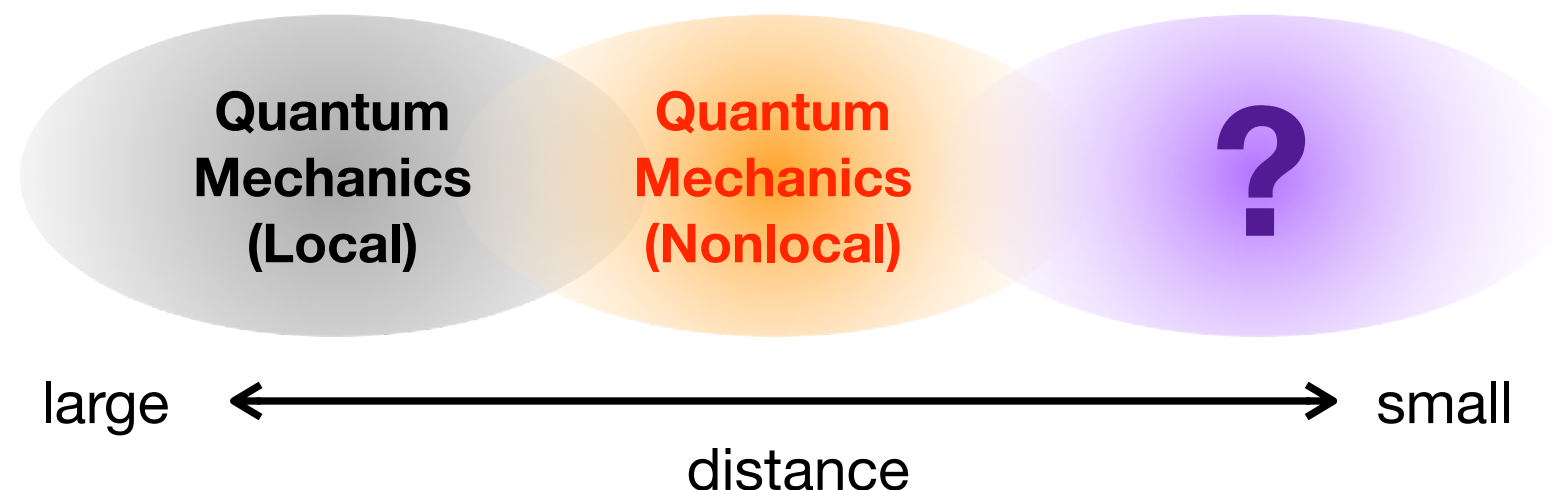 Quantum
Mechanics
(Local)
Quantum
Mechanics
(Nonlocal)
?
large
small
distance